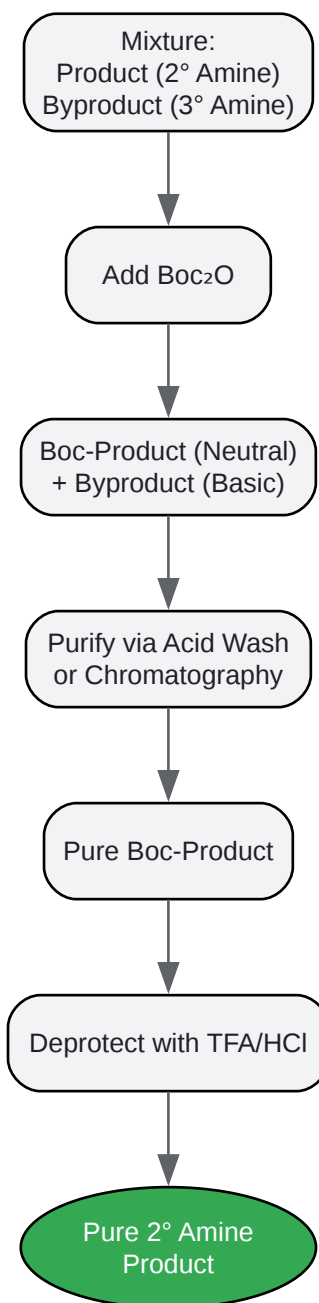 Mixture:
Product (2° Amine)
Byproduct (3° Amine)
Add Boc₂O
Boc-Product (Neutral)
+ Byproduct (Basic)
Purify via Acid Wash
or Chromatography
Pure Boc-Product
Deprotect with TFA/HCl
Pure 2° Amine
Product